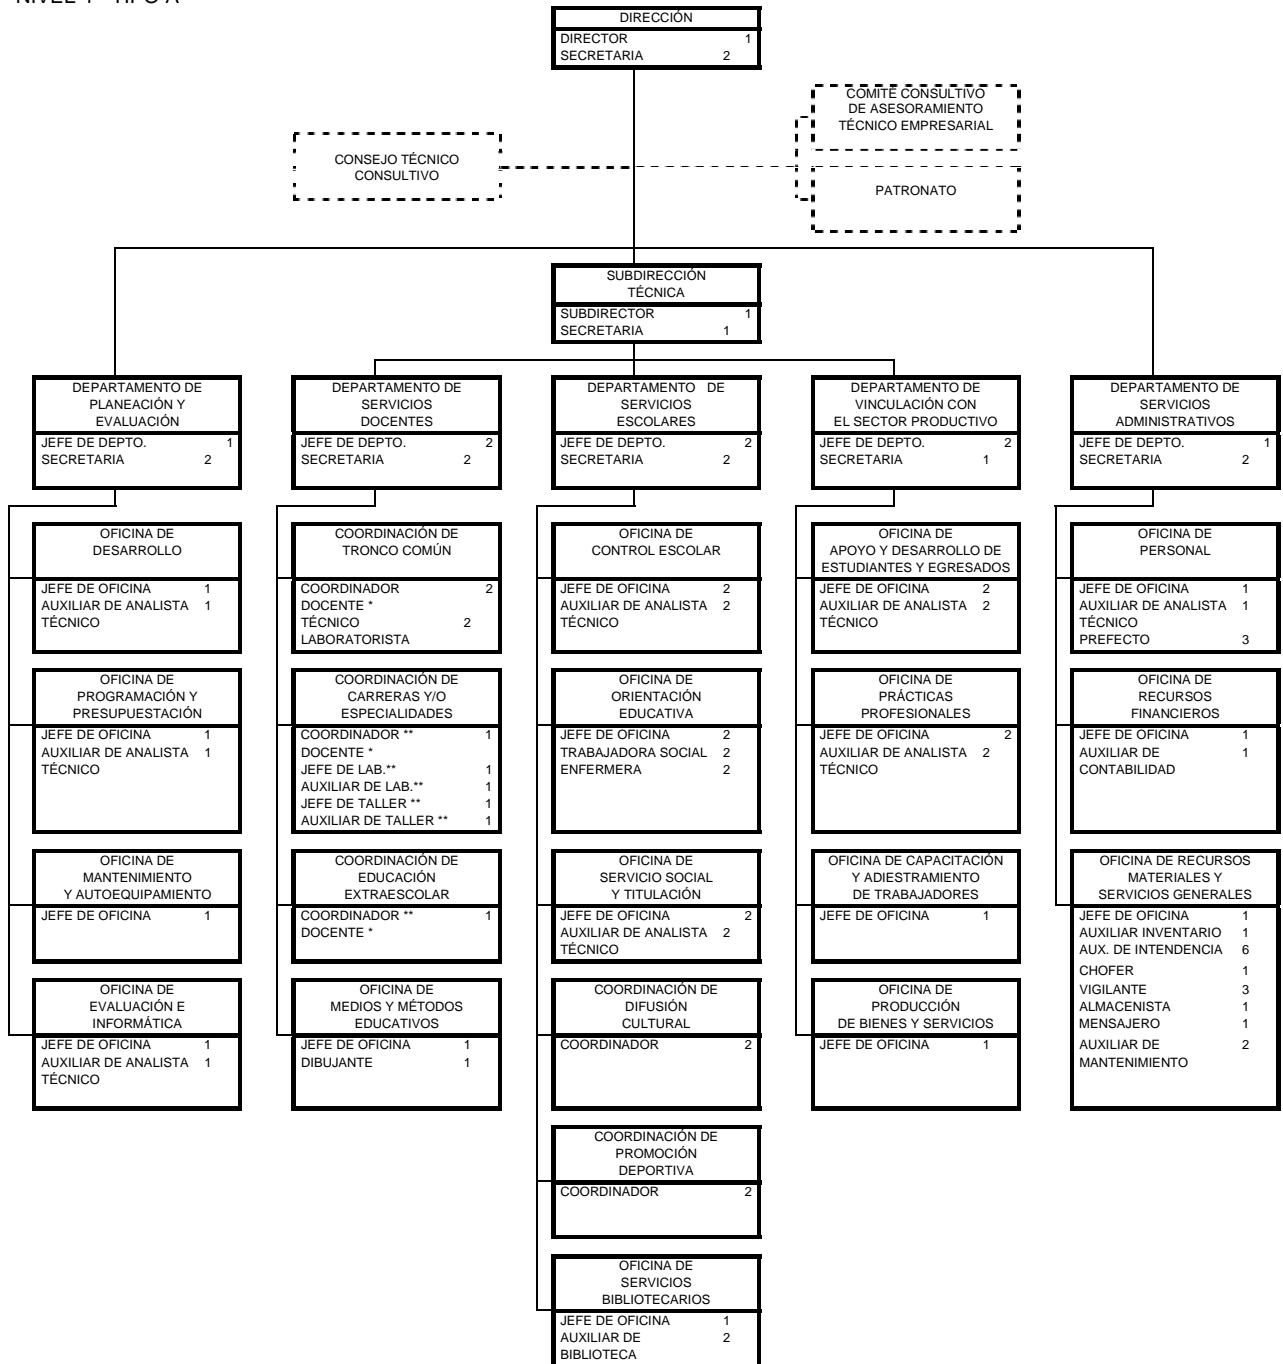 DIRECCIÓN
DIRECTOR 1
SECRETARIA 2
COMITÉ CONSULTIVO
DE ASESORAMIENTO
TÉCNICO EMPRESARIAL
CONSEJO TÉCNICO
CONSULTIVO
PATRONATO
SUBDIRECCIÓN
TÉCNICA
SUBDIRECTOR 1
SECRETARIA 1
DEPARTAMENTO DE
PLANEACIÓN Y
EVALUACIÓN
JEFE DE DEPTO. 1
SECRETARIA 2
OFICINA DE
DESARROLLO
JEFE DE OFICINA 1
AUXILIAR DE ANALISTA 1
TÉCNICO
OFICINA DE
PROGRAMACIÓN Y
PRESUPUESTACIÓN
JEFE DE OFICINA 1
AUXILIAR DE ANALISTA 1
TÉCNICO
OFICINA DE
MANTENIMIENTO
Y AUTOEQUIPAMIENTO
JEFE DE OFICINA 1
OFICINA DE
EVALUACIÓN E
INFORMÁTICA
JEFE DE OFICINA 1
AUXILIAR DE ANALISTA 1
TÉCNICO
DEPARTAMENTO DE
SERVICIOS
DOCENTES
JEFE DE DEPTO. 2
SECRETARIA 2
COORDINACIÓN DE
TRONCO COMÚN
COORDINADOR 2
DOCENTE *
TÉCNICO 2
LABORATORISTA
COORDINACIÓN DE
CARRERAS Y/O
ESPECIALIDADES
COORDINADOR ** 1
DOCENTE *
JEFE DE LAB.** 1
AUXILIAR DE LAB.** 1
JEFE DE TALLER ** 1
AUXILIAR DE TALLER ** 1
COORDINACIÓN DE
EDUCACIÓN
EXTRAESCOLAR
COORDINADOR ** 1
DOCENTE *
OFICINA DE
MEDIOS Y MÉTODOS
EDUCATIVOS
JEFE DE OFICINA 1
DIBUJANTE 1
DEPARTAMENTO DE
SERVICIOS
ESCOLARES
JEFE DE DEPTO. 2
SECRETARIA 2
OFICINA DE
CONTROL ESCOLAR
JEFE DE OFICINA 2
AUXILIAR DE ANALISTA 2
TÉCNICO
OFICINA DE
ORIENTACIÓN
EDUCATIVA
JEFE DE OFICINA 2
TRABAJADORA SOCIAL 2
ENFERMERA 2
OFICINA DE
SERVICIO SOCIAL
Y TITULACIÓN
JEFE DE OFICINA 2
AUXILIAR DE ANALISTA 2
TÉCNICO
COORDINACIÓN DE
DIFUSIÓN
CULTURAL
COORDINADOR 2
COORDINACIÓN DE
PROMOCIÓN
DEPORTIVA
COORDINADOR 2
OFICINA DE
SERVICIOS
BIBLIOTECARIOS
JEFE DE OFICINA 1
AUXILIAR DE 2
BIBLIOTECA
DEPARTAMENTO DE
VINCULACIÓN CON
EL SECTOR PRODUCTIVO
JEFE DE DEPTO. 2
SECRETARIA 1
OFICINA DE
APOYO Y DESARROLLO DE
ESTUDIANTES Y EGRESADOS
JEFE DE OFICINA 2
AUXILIAR DE ANALISTA 2
TÉCNICO
OFICINA DE
PRÁCTICAS
PROFESIONALES
JEFE DE OFICINA 2
AUXILIAR DE ANALISTA 2
TÉCNICO
OFICINA DE CAPACITACIÓN
Y ADIESTRAMIENTO
DE TRABAJADORES
JEFE DE OFICINA 1
OFICINA DE
PRODUCCIÓN
DE BIENES Y SERVICIOS
JEFE DE OFICINA 1
DEPARTAMENTO DE
SERVICIOS
ADMINISTRATIVOS
JEFE DE DEPTO. 1
SECRETARIA 2
OFICINA DE
PERSONAL
JEFE DE OFICINA 1
AUXILIAR DE ANALISTA 1
TÉCNICO
PREFECTO 3
OFICINA DE
RECURSOS
FINANCIEROS
JEFE DE OFICINA 1
AUXILIAR DE 1
CONTABILIDAD
OFICINA DE RECURSOS
MATERIALES Y
SERVICIOS GENERALES
JEFE DE OFICINA 1
AUXILIAR INVENTARIO 1
AUX. DE INTENDENCIA 6
CHOFER 1
VIGILANTE 3
ALMACENISTA 1
MENSAJERO 1
AUXILIAR DE 2
MANTENIMIENTO